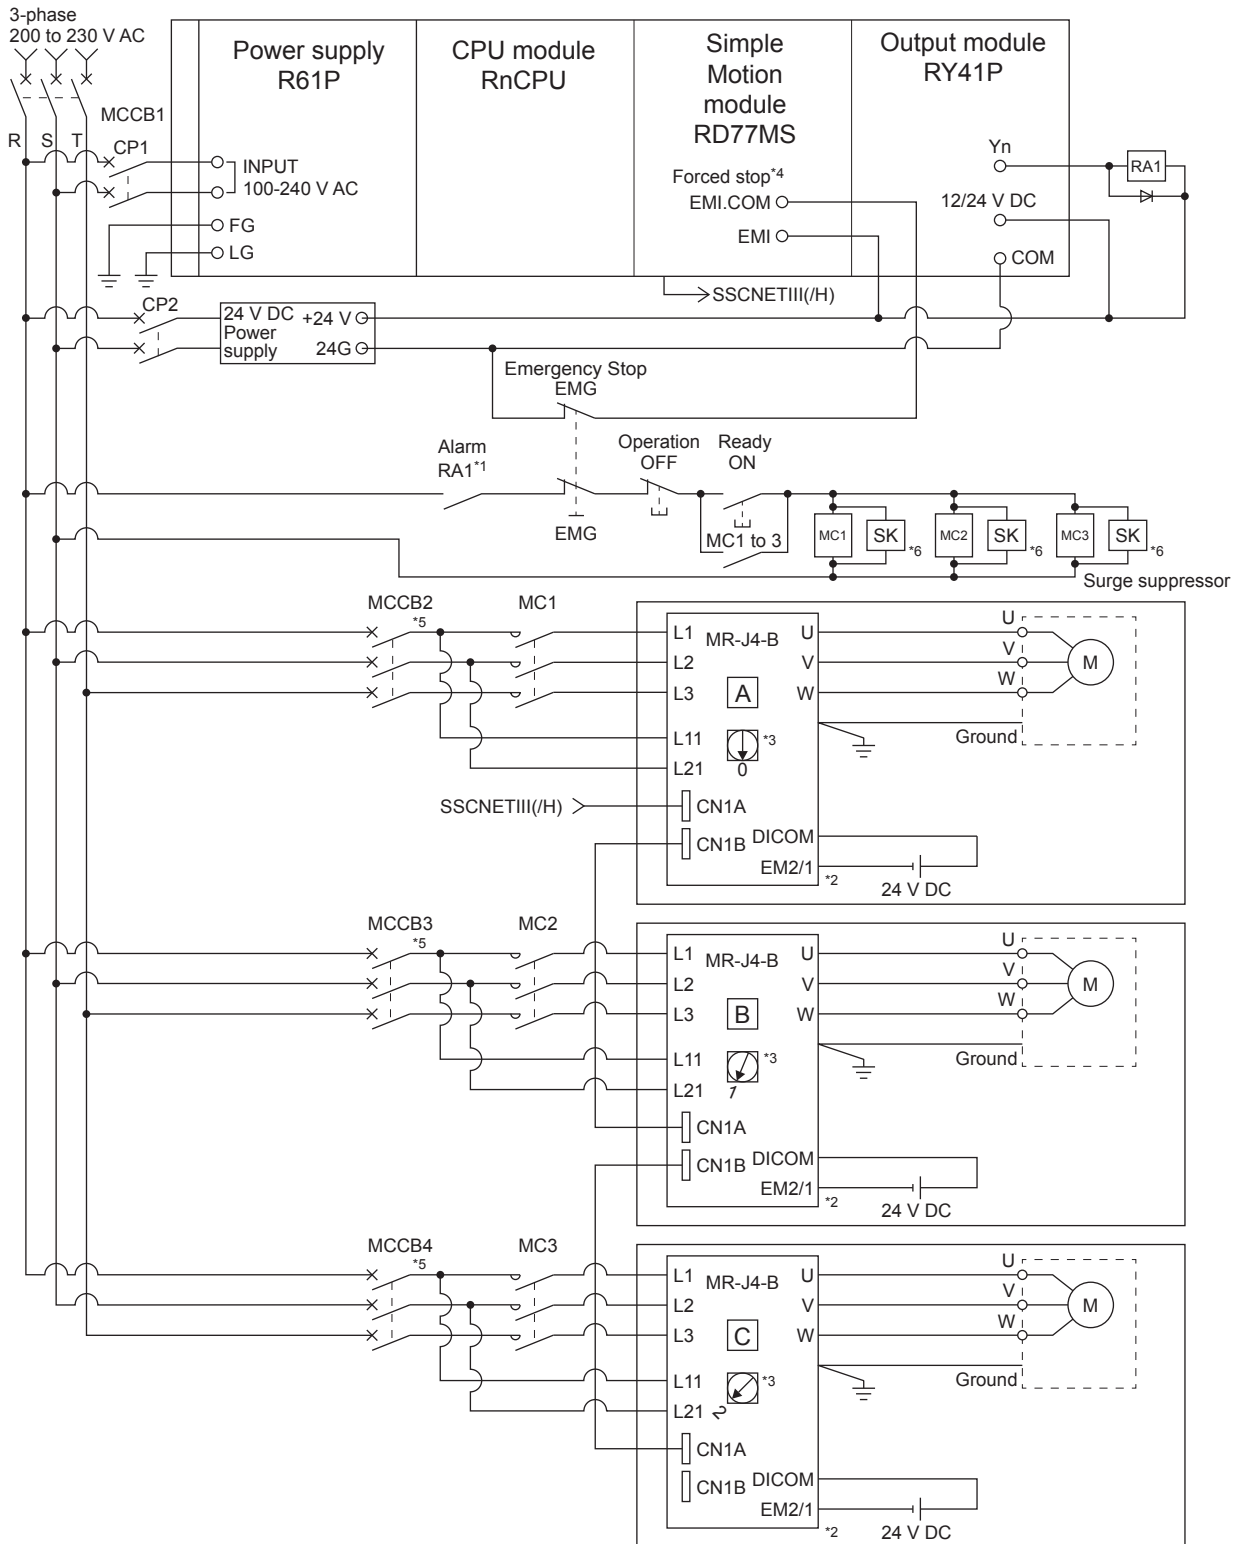 3-phase
200 to 230 V AC
MCCB1
R S T
CP1
Power supply
R61P
INPUT
100-240 V AC
FG
LG
CPU module
RnCPU
Simple
Motion
module
RD77MS
Forced stop*4
EMI.COM
EMI
Output module
RY41P
Yn
12/24 V DC
COM
RA1
SSCNETIII(/H)
CP2
24 V DC
Power
supply
+24 V
24G
Emergency Stop
EMG
Alarm
RA1*1
EMG
Operation
OFF
Ready
ON
MC1 to 3
MC1 SK *6
MC2 SK *6
MC3 SK *6
Surge suppressor
MCCB2
*5
MC1
L1 MR-J4-B U
L2 V
L3 A W
L11 *3
L21 0
CN1A
CN1B DICOM
EM2/1 *2
24 V DC
U
V
W
M
Ground
SSCNETIII(/H)
MCCB3
*5
MC2
L1 MR-J4-B U
L2 V
L3 B W
L11 *3
L21 1
CN1A
CN1B DICOM
EM2/1 *2
24 V DC
U
V
W
M
Ground
MCCB4
*5
MC3
L1 MR-J4-B U
L2 V
L3 C W
L11 *3
L21 2
CN1A
CN1B DICOM
EM2/1 *2
24 V DC
U
V
W
M
Ground